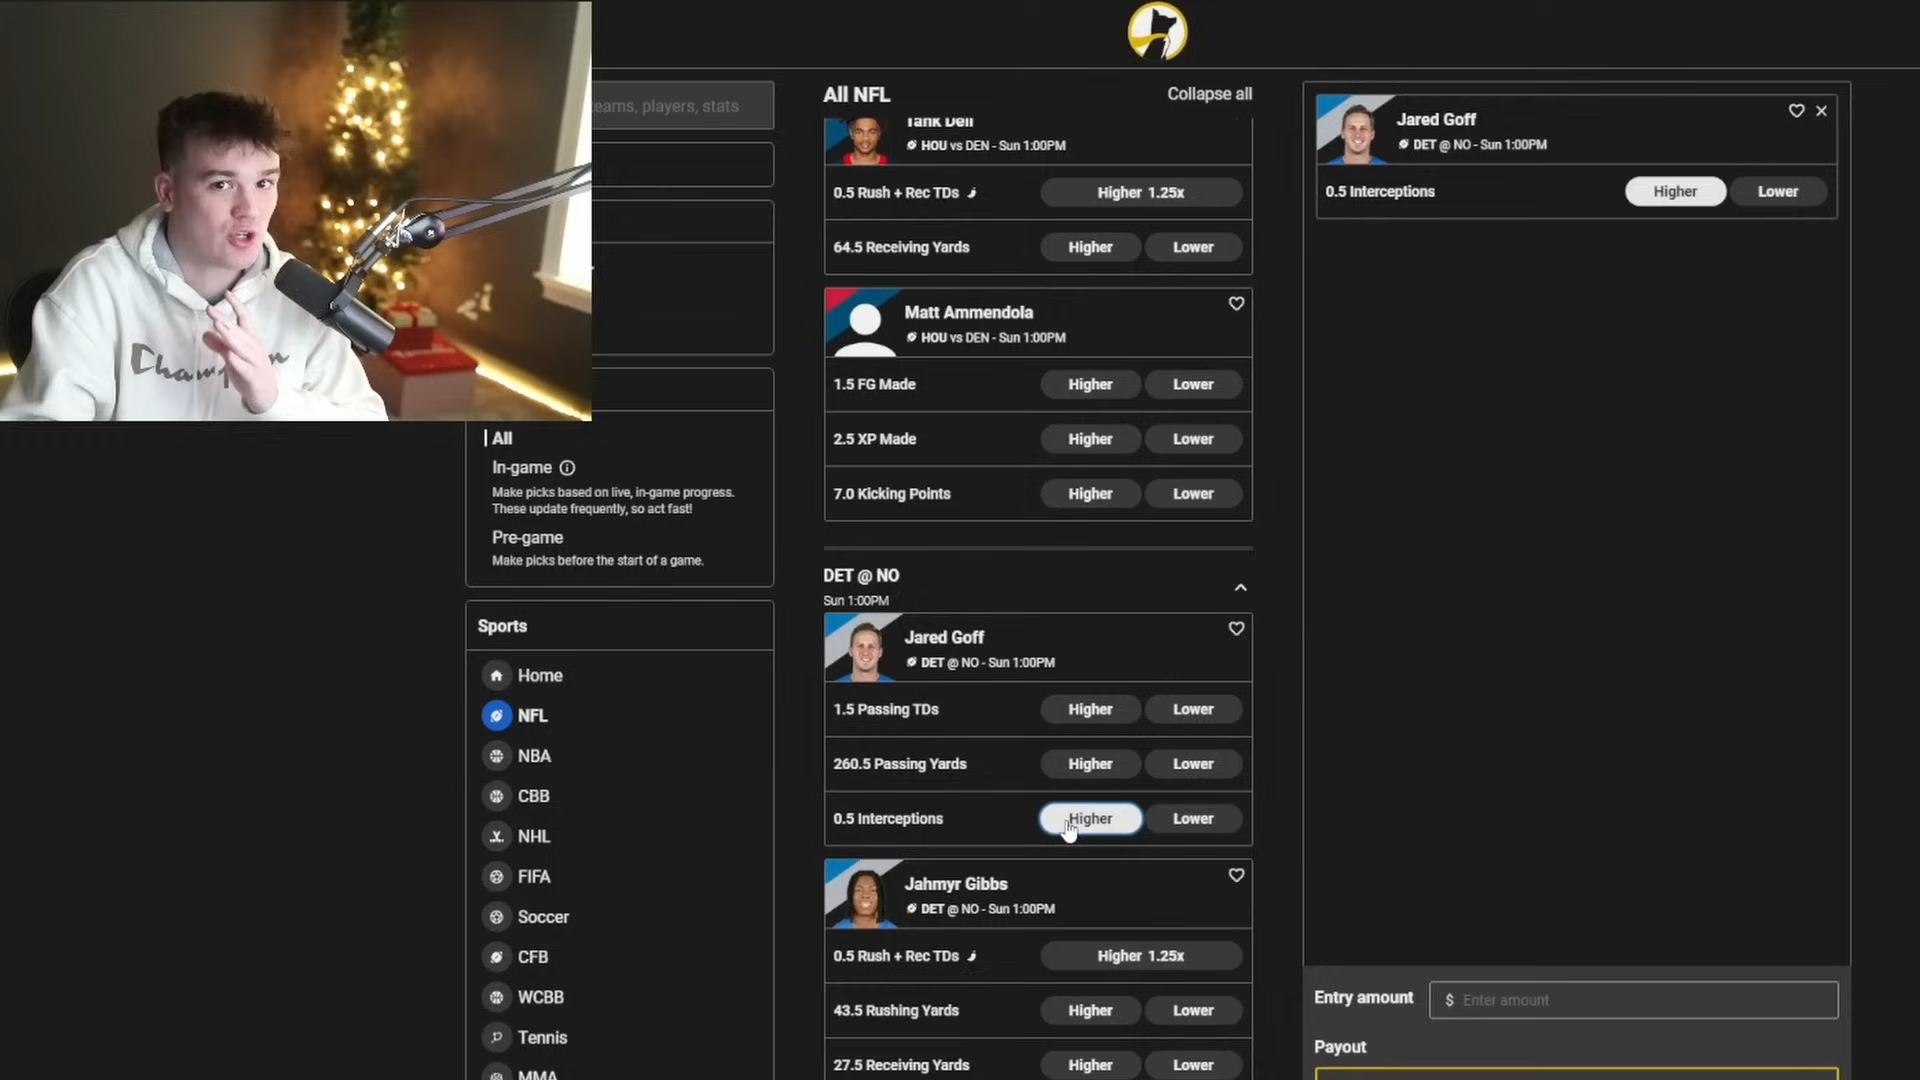 Champion
teams, players, stats
All
In-game
Make picks based on live, in-game progress.
These update frequently, so act fast!
Pre-game
Make picks before the start of a game.
Sports
Home
NFL
NBA
CBB
NHL
FIFA
Soccer
CFB
WCBB
Tennis
MMA
All NFL
Collapse all
Tank Dell
HOU vs DEN - Sun 1:00PM
0.5 Rush + Rec TDs
Higher 1.25x
64.5 Receiving Yards
Higher
Lower
Matt Ammendola
HOU vs DEN - Sun 1:00PM
1.5 FG Made
Higher
Lower
2.5 XP Made
Higher
Lower
7.0 Kicking Points
Higher
Lower
DET @ NO
Sun 1:00PM
Jared Goff
DET @ NO - Sun 1:00PM
1.5 Passing TDs
Higher
Lower
260.5 Passing Yards
Higher
Lower
0.5 Interceptions
Higher
Lower
Jahmyr Gibbs
DET @ NO - Sun 1:00PM
0.5 Rush + Rec TDs
Higher 1.25x
43.5 Rushing Yards
Higher
Lower
27.5 Receiving Yards
Higher
Lower
Jared Goff
DET @ NO - Sun 1:00PM
0.5 Interceptions
Higher
Lower
Entry amount
$ Enter amount
Payout